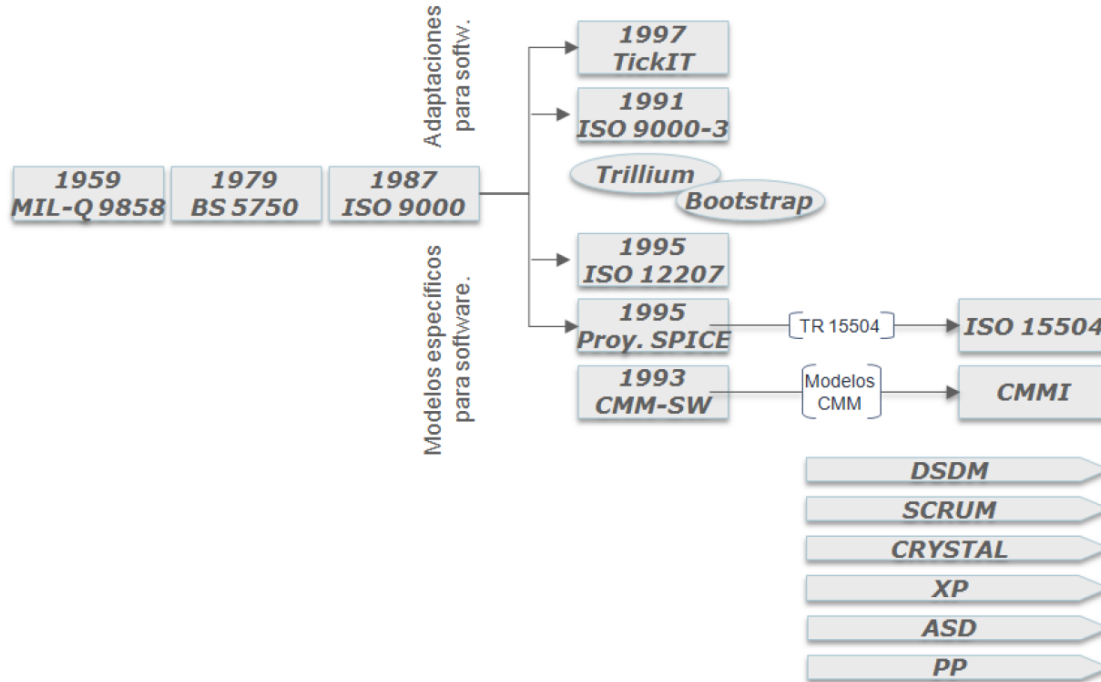 Adaptaciones
para softw.
1997
TickIT
1991
ISO 9000-3
Trillium
Bootstrap
1959
MIL-Q 9858
1979
BS 5750
1987
ISO 9000
Modelos específicos
para software.
1995
ISO 12207
1995
Proy. SPICE
TR 15504
ISO 15504
1993
CMM-SW
Modelos
CMM
CMMI
DSDM
SCRUM
CRYSTAL
XP
ASD
PP